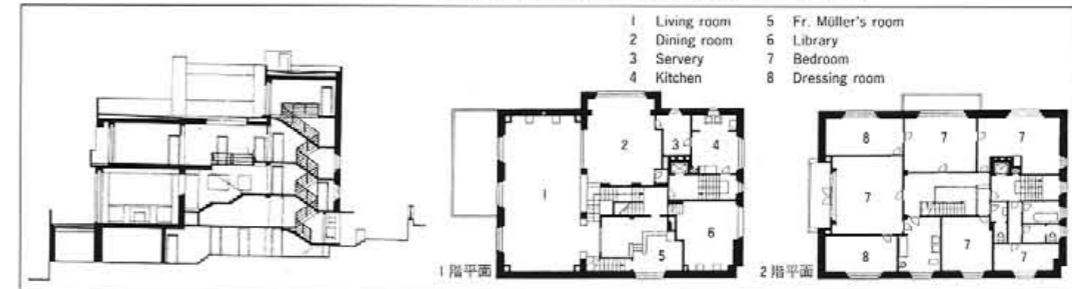 1 Living room
2 Dining room
3 Servery
4 Kitchen
5 Fr. Müller's room
6 Library
7 Bedroom
8 Dressing room
1
2
3
4
5
6
1階平面
8
7
7
7
8
7
7
2階平面